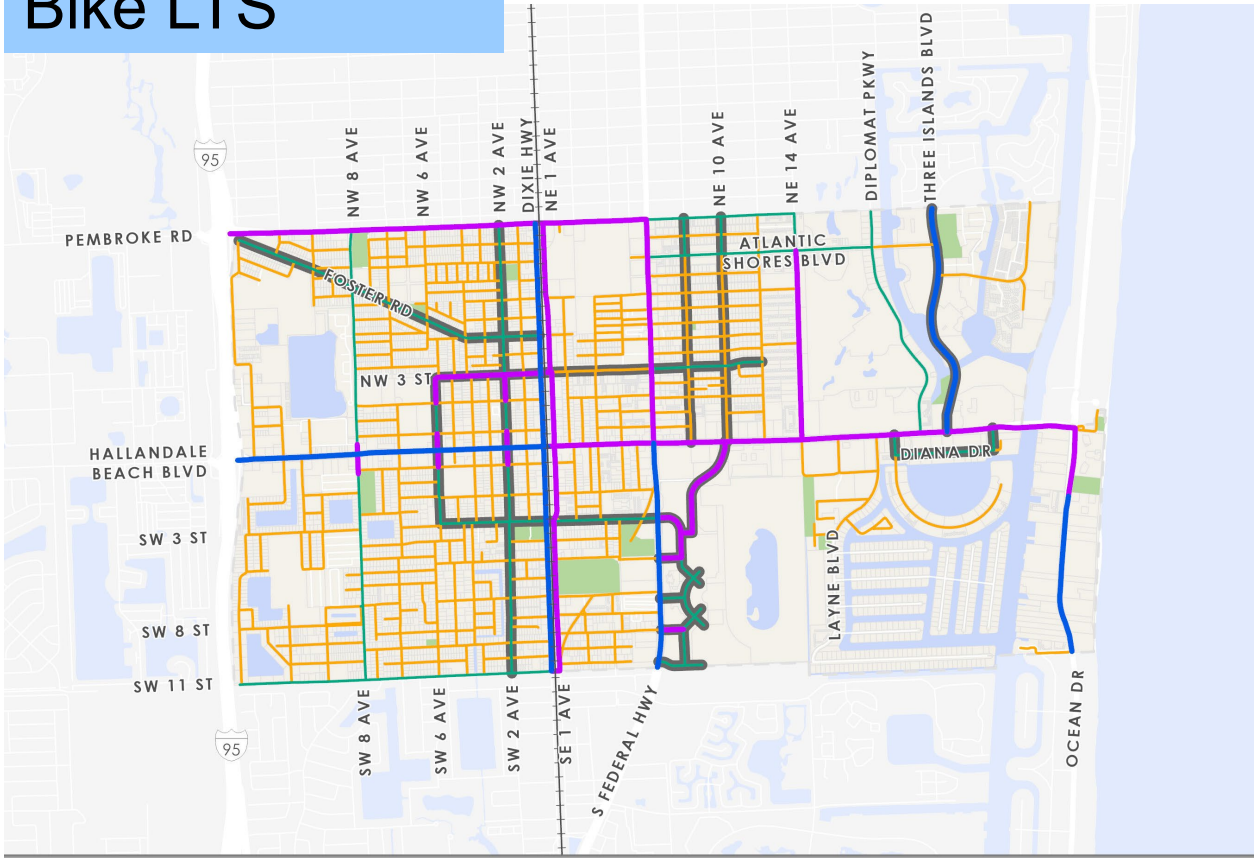 Bike LTS
95
NW 8 AVE
NW 6 AVE
NW 2 AVE
DIXIE HWY
NE 1 AVE
NE 10 AVE
NE 14 AVE
DIPLOMAT PKWY
THREE ISLANDS BLVD
PEMBROKE RD
ATLANTIC
SHORES BLVD
FOSTER RD
NW 3 ST
HALLANDALE
BEACH BLVD
DIANA DR
SW 3 ST
LAYNE BLVD
SW 8 ST
SW 11 ST
95
SW 8 AVE
SW 6 AVE
SW 2 AVE
SE 1 AVE
S FEDERAL HWY
OCEAN DR